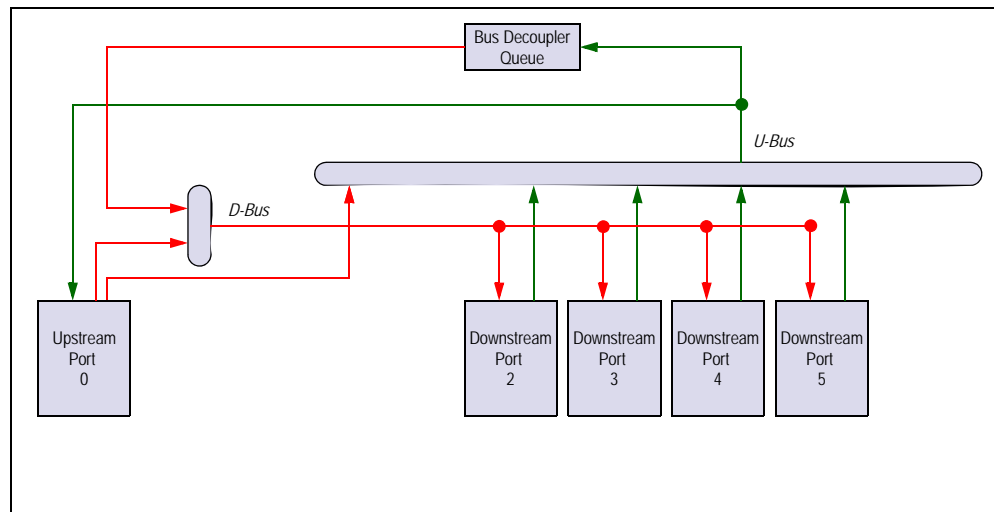 Bus Decoupler
Queue
U-Bus
D-Bus
Upstream
Port
0
Downstream
Port
2
Downstream
Port
3
Downstream
Port
4
Downstream
Port
5